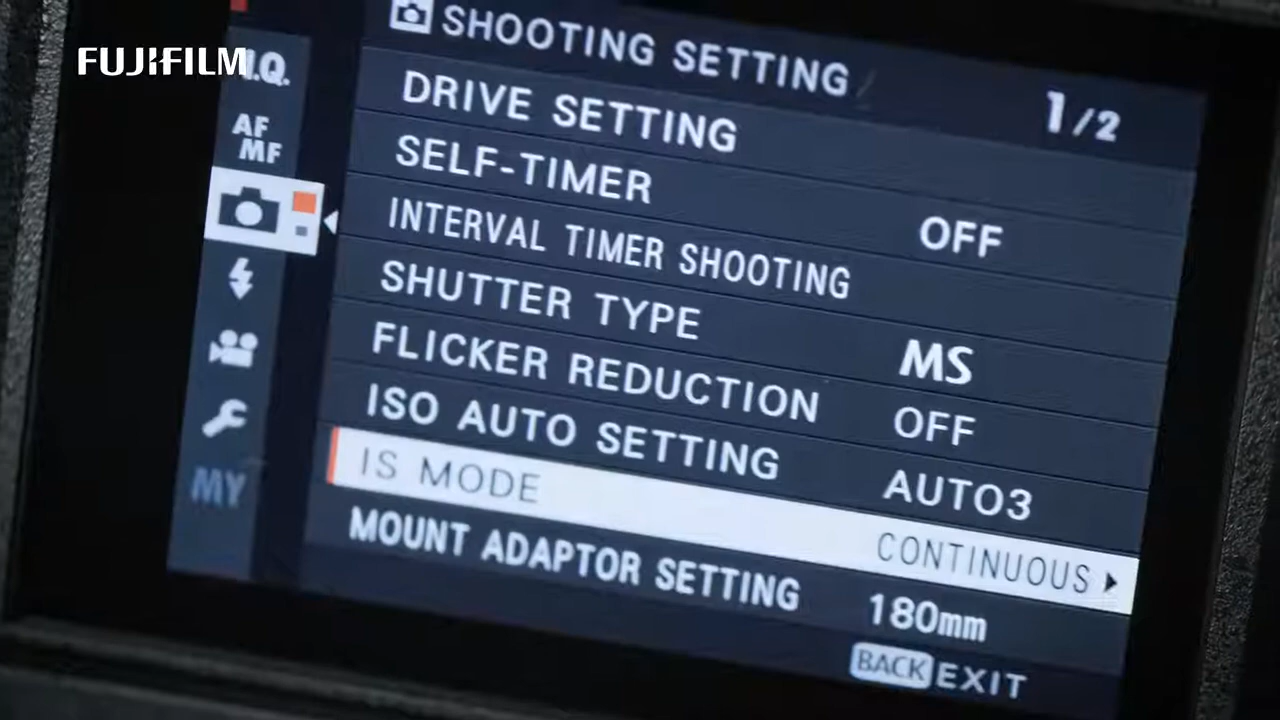 FUJIFILM
SHOOTING SETTING 1/2
I.Q.
AF
MF
MY
DRIVE SETTING
SELF-TIMER OFF
INTERVAL TIMER SHOOTING
SHUTTER TYPE MS
FLICKER REDUCTION OFF
ISO AUTO SETTING AUTO3
IS MODE CONTINUOUS
MOUNT ADAPTOR SETTING 180mm
BACK EXIT